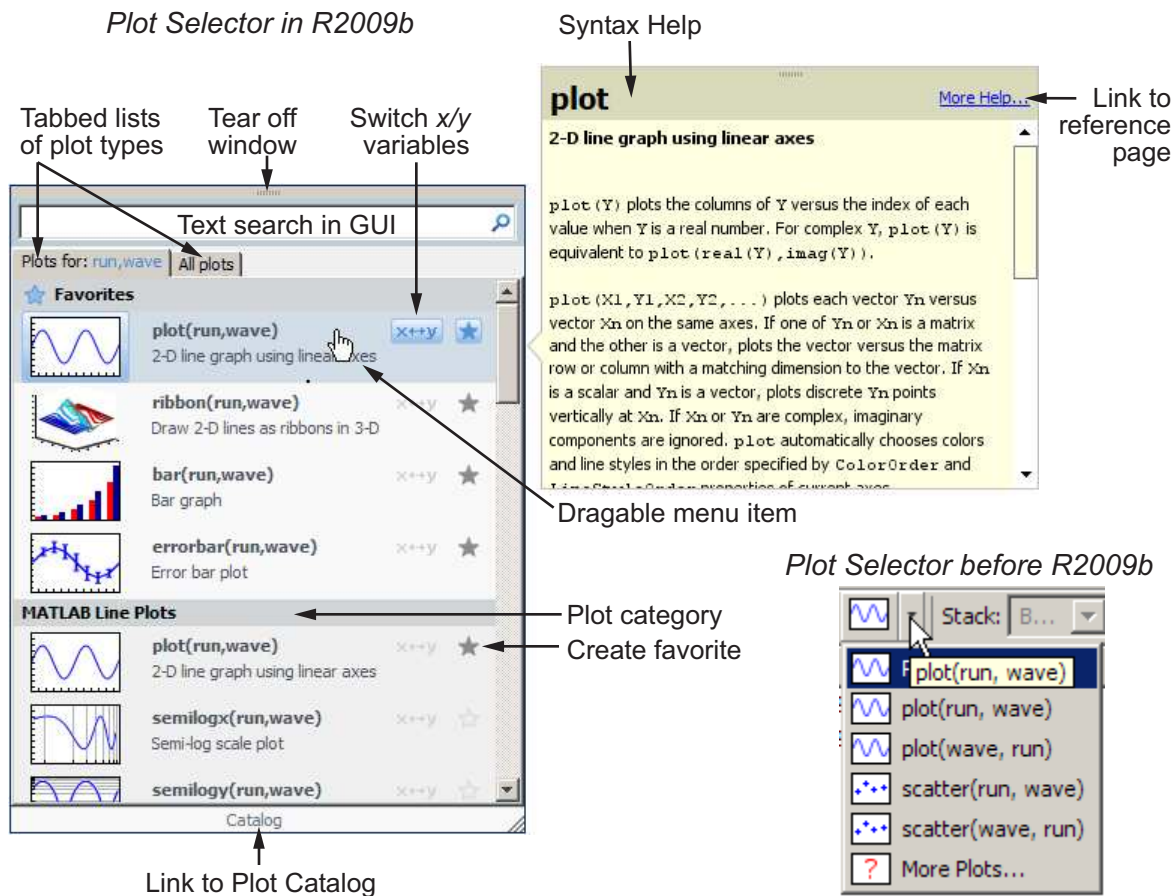 Plot Selector in R2009b
Syntax Help
Tabbed lists
of plot types
Tear off
window
Switch x/y
variables
Link to
reference
page
plot
More Help...
2-D line graph using linear axes
plot(Y) plots the columns of Y versus the index of each
value when Y is a real number. For complex Y, plot(Y) is
equivalent to plot(real(Y),imag(Y)).
plot(X1,Y1,X2,Y2,...) plots each vector Yn versus
vector Xn on the same axes. If one of Yn or Xn is a matrix
and the other is a vector, plots the vector versus the matrix
row or column with a matching dimension to the vector. If Xn
is a scalar and Yn is a vector, plots discrete Yn points
vertically at Xn. If Xn or Yn are complex, imaginary
components are ignored. plot automatically chooses colors
and line styles in the order specified by ColorOrder and
LineStyleOrder properties of current axes
Text search in GUI
Plots for: run,wave
All plots
Favorites
plot(run,wave)
x↔y
2-D line graph using linear axes
ribbon(run,wave)
x↔y
Draw 2-D lines as ribbons in 3-D
bar(run,wave)
x↔y
Bar graph
errorbar(run,wave)
x↔y
Error bar plot
MATLAB Line Plots
plot(run,wave)
x↔y
2-D line graph using linear axes
semilogx(run,wave)
x↔y
Semi-log scale plot
semilogy(run,wave)
x↔y
Catalog
Dragable menu item
Plot category
Create favorite
Link to Plot Catalog
Plot Selector before R2009b
Stack: B...
plot(run, wave)
plot(run, wave)
plot(wave, run)
scatter(run, wave)
scatter(wave, run)
? More Plots...